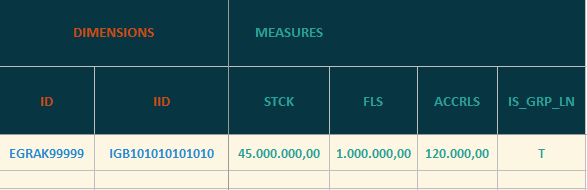 DIMENSIONS MEASURES
ID IID STCK FLS ACCRLS IS_GRP_LN
EGRAK99999 IGB101010101010 45.000.000,00 1.000.000,00 120.000,00 T